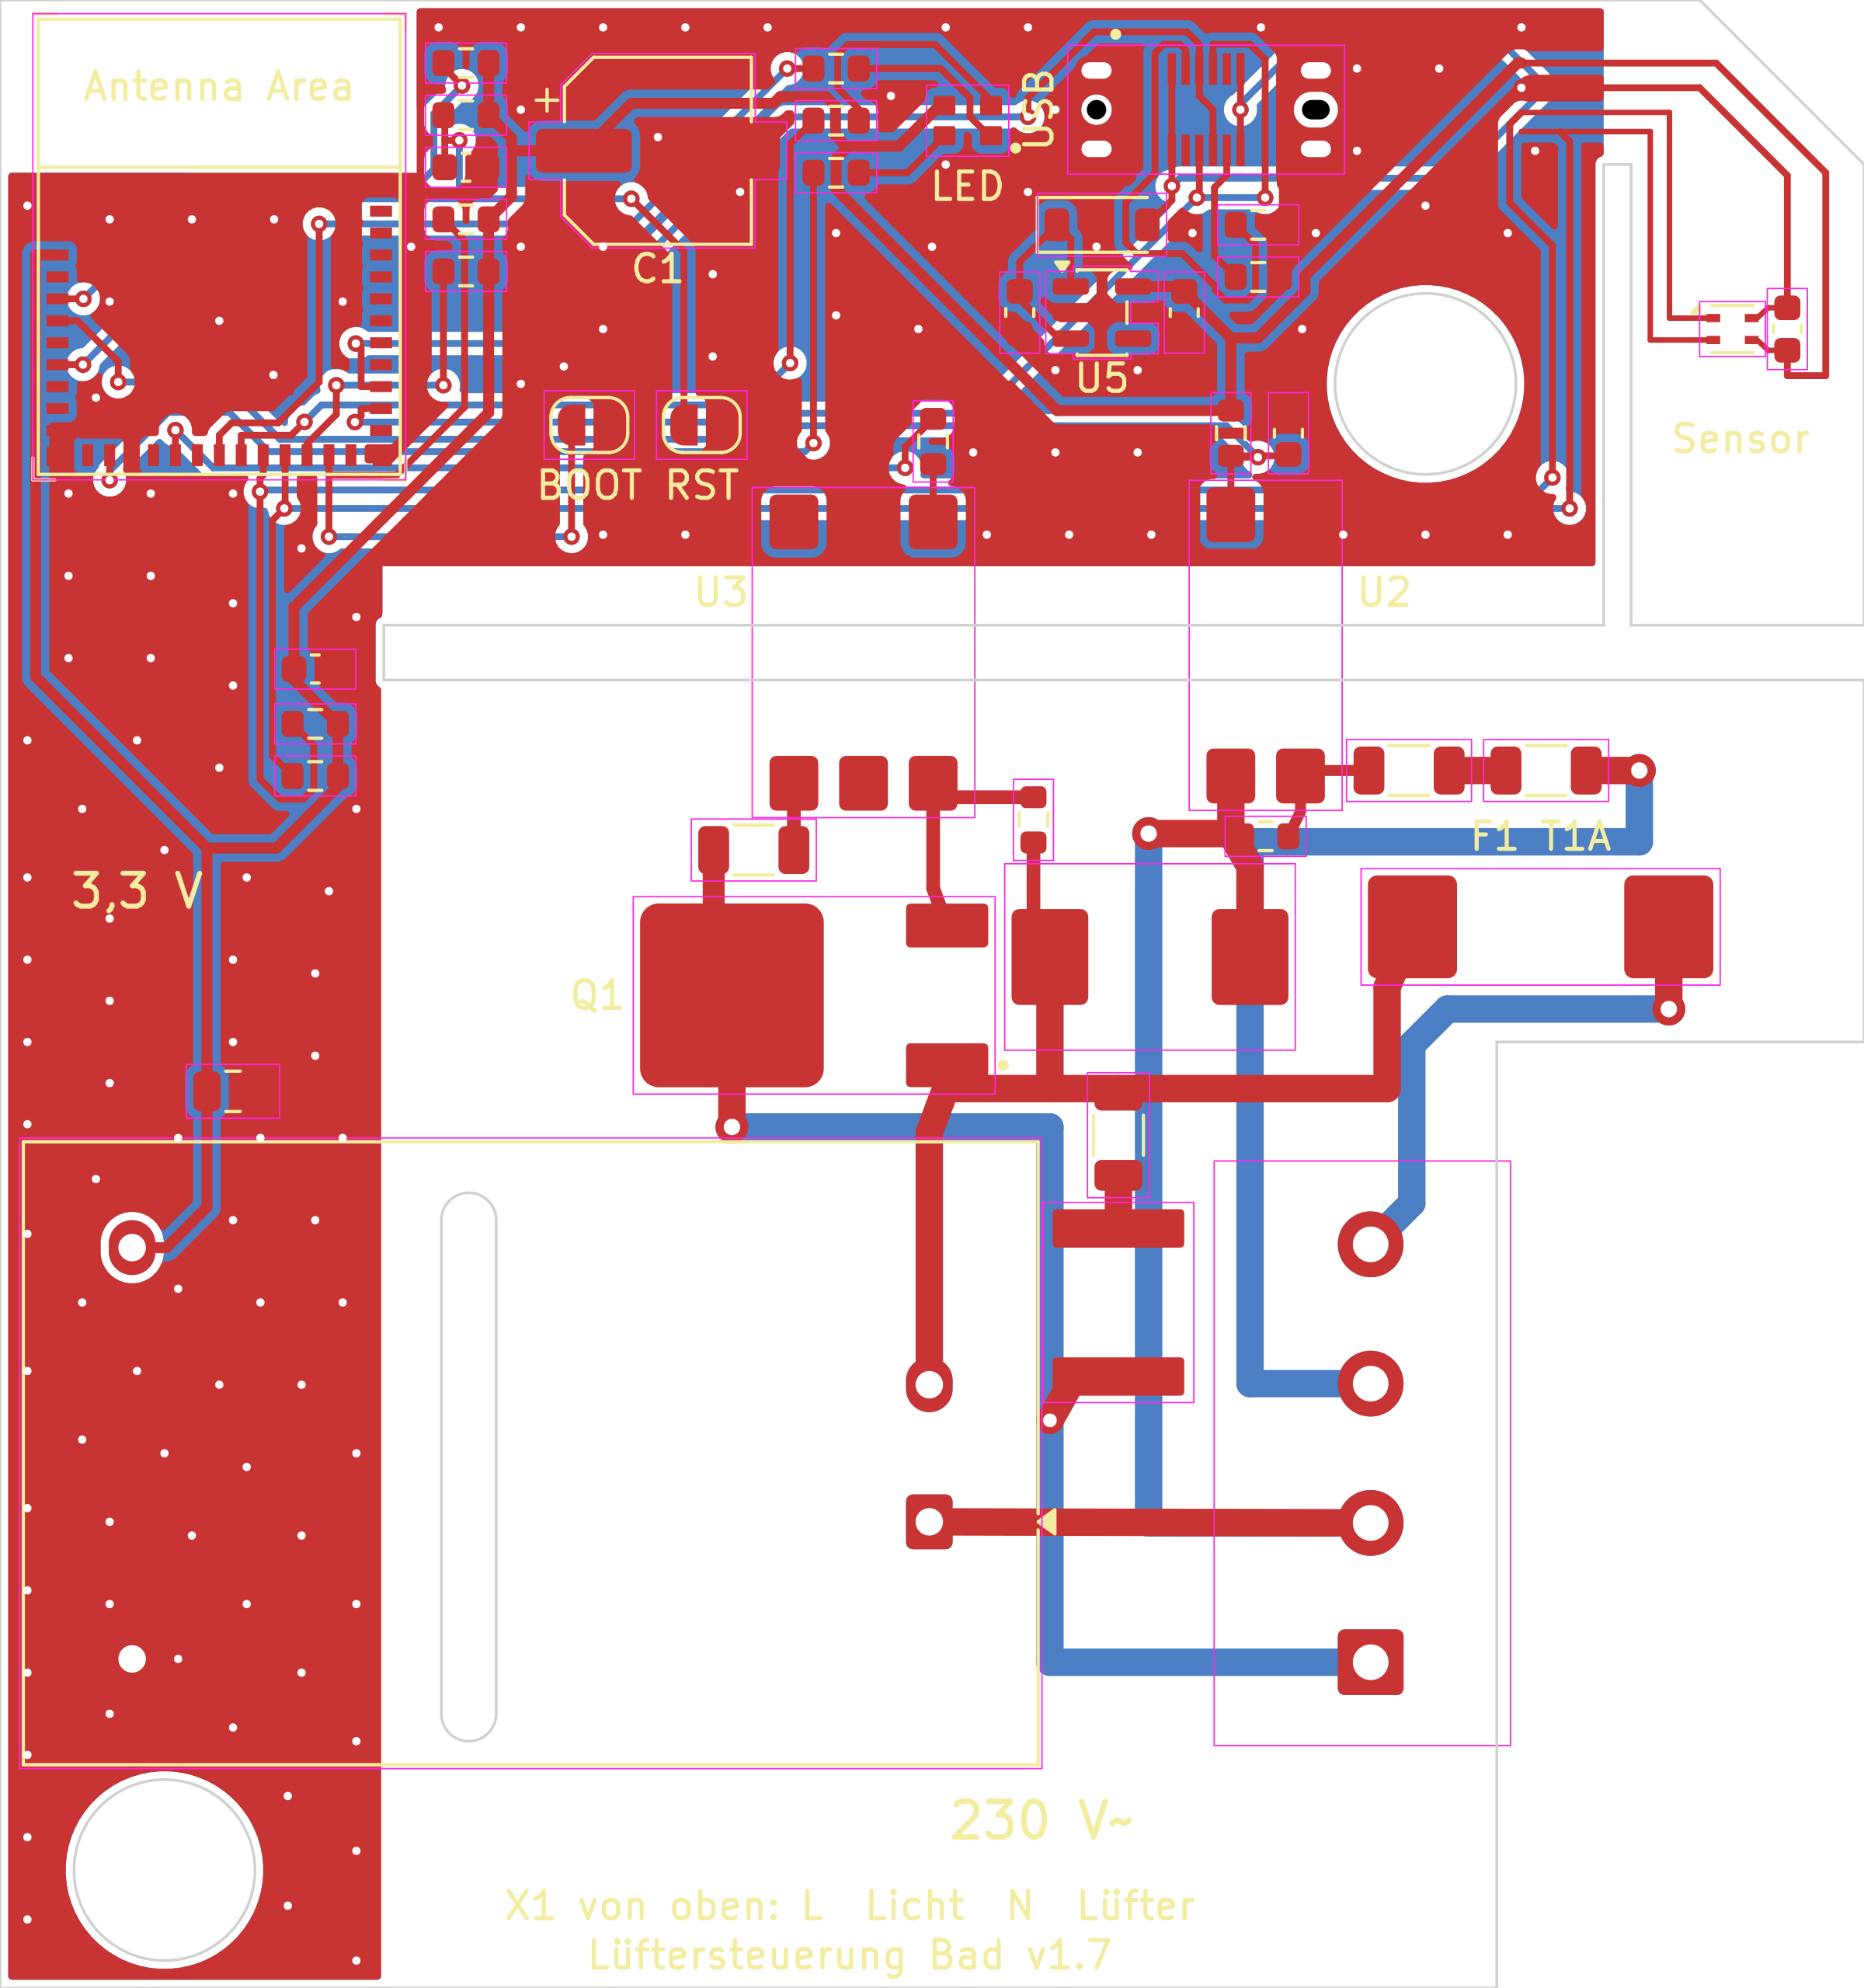 Antenna Area
+
USB
LED
C1
U5
BOOT RST
Sensor
U3
U2
F1 T1A
3,3 V
Q1
230 V~
X1 von oben: L Licht N Lüfter
Lüftersteuerung Bad v1.7